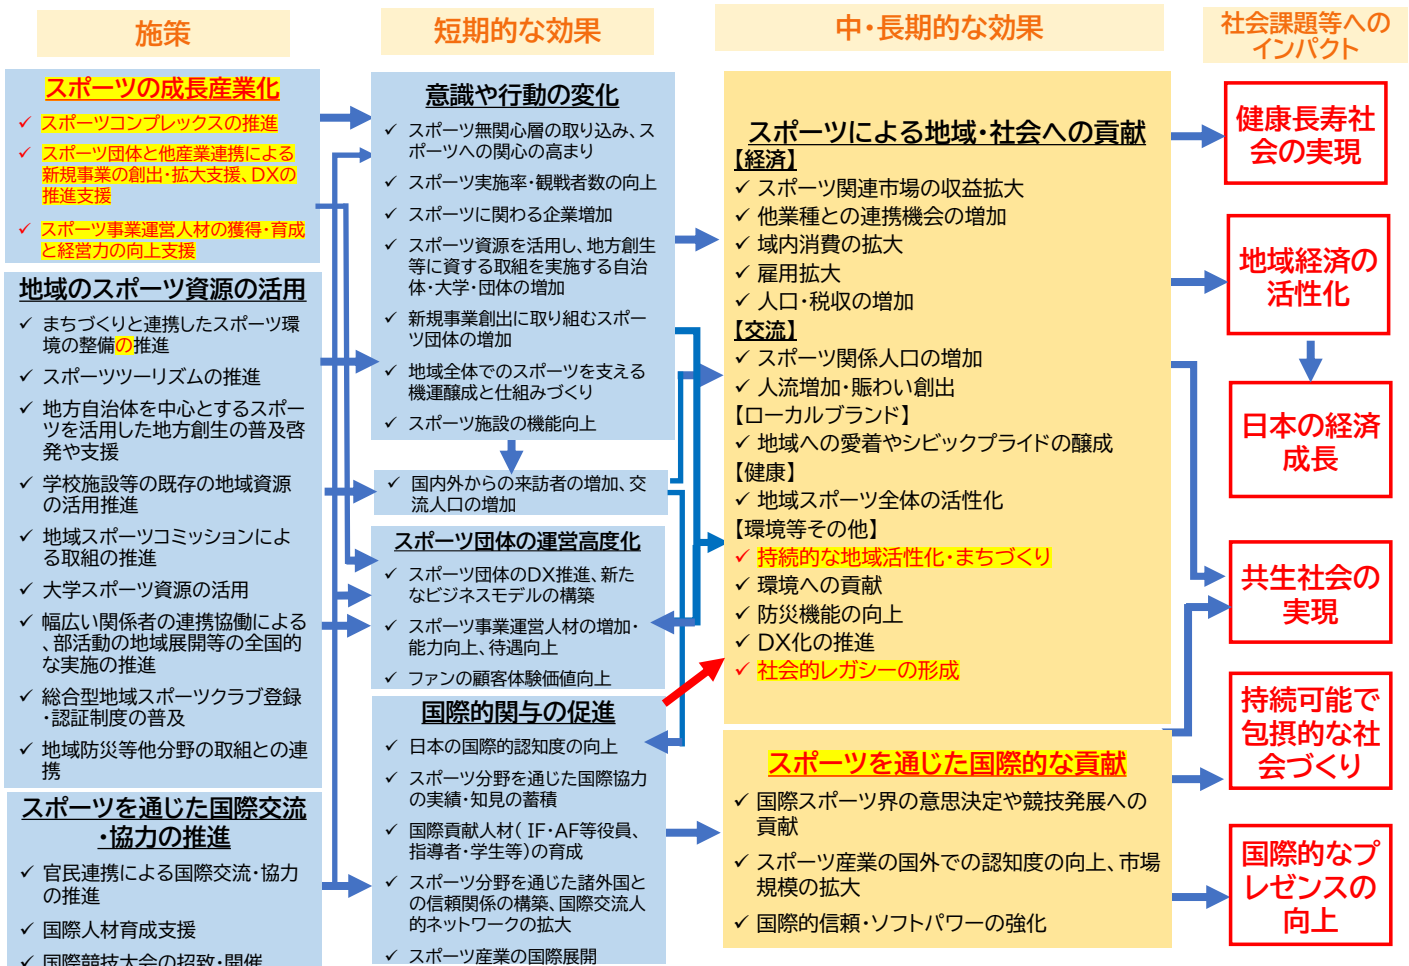 施策
スポーツの成長産業化
✓ スポーツコンプレックスの推進
✓ スポーツ団体と他産業連携による
新規事業の創出・拡大支援、DXの
推進支援
✓ スポーツ事業運営人材の獲得・育成
と経営力の向上支援
地域のスポーツ資源の活用
✓ まちづくりと連携したスポーツ環
境の整備の推進
✓ スポーツツーリズムの推進
✓ 地方自治体を中心とするスポー
ツを活用した地方創生の普及啓
発や支援
✓ 学校施設等の既存の地域資源
の活用推進
✓ 地域スポーツコミッションによ
る取組の推進
✓ 大学スポーツ資源の活用
✓ 幅広い関係者の連携協働による
、部活動の地域展開等の全国的
な実施の推進
✓ 総合型地域スポーツクラブ登録
・認証制度の普及
✓ 地域防災等他分野の取組との連
携
スポーツを通じた国際交流
・協力の推進
✓ 官民連携による国際交流・協力
の推進
✓ 国際人材育成支援
✓ 国際競技大会の招致・開催
短期的な効果
意識や行動の変化
✓ スポーツ無関心層の取り込み、ス
ポーツへの関心の高まり
✓ スポーツ実施率・観戦者数の向上
✓ スポーツに関わる企業増加
✓ スポーツ資源を活用し、地方創生
等に資する取組を実施する自治
体・大学・団体の増加
✓ 新規事業創出に取り組むスポー
ツ団体の増加
✓ 地域全体でのスポーツを支える
機運醸成と仕組みづくり
✓ スポーツ施設の機能向上
✓ 国内外からの来訪者の増加、交
流人口の増加
スポーツ団体の運営高度化
✓ スポーツ団体のDX推進、新た
なビジネスモデルの構築
✓ スポーツ事業運営人材の増加・
能力向上、待遇向上
✓ ファンの顧客体験価値向上
国際的関与の促進
✓ 日本の国際的認知度の向上
✓ スポーツ分野を通じた国際協力
の実績・知見の蓄積
✓ 国際貢献人材( IF・AF等役員、
指導者・学生等)の育成
✓ スポーツ分野を通じた諸外国と
の信頼関係の構築、国際交流人
的ネットワークの拡大
✓ スポーツ産業の国際展開
中・長期的な効果
スポーツによる地域・社会への貢献
【経済】
✓ スポーツ関連市場の収益拡大
✓ 他業種との連携機会の増加
✓ 域内消費の拡大
✓ 雇用拡大
✓ 人口・税収の増加
【交流】
✓ スポーツ関係人口の増加
✓ 人流増加・賑わい創出
【ローカルブランド】
✓ 地域への愛着やシビックプライドの醸成
【健康】
✓ 地域スポーツ全体の活性化
【環境等その他】
✓ 持続的な地域活性化・まちづくり
✓ 環境への貢献
✓ 防災機能の向上
✓ DX化の推進
✓ 社会的レガシーの形成
スポーツを通じた国際的な貢献
✓ 国際スポーツ界の意思決定や競技発展への
貢献
✓ スポーツ産業の国外での認知度の向上、市場
規模の拡大
✓ 国際的信頼・ソフトパワーの強化
社会課題等への
インパクト
健康長寿社
会の実現
地域経済の
活性化
日本の経済
成長
共生社会の
実現
持続可能で
包摂的な社
会づくり
国際的なプ
レゼンスの
向上